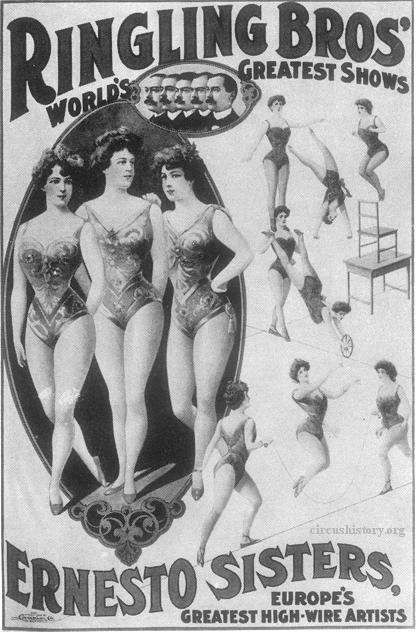 RINGLING BROS'
WORLD'S GREATEST SHOWS
circushistory.org
ERNESTO SISTERS,
EUROPE'S
GREATEST HIGH-WIRE ARTISTS